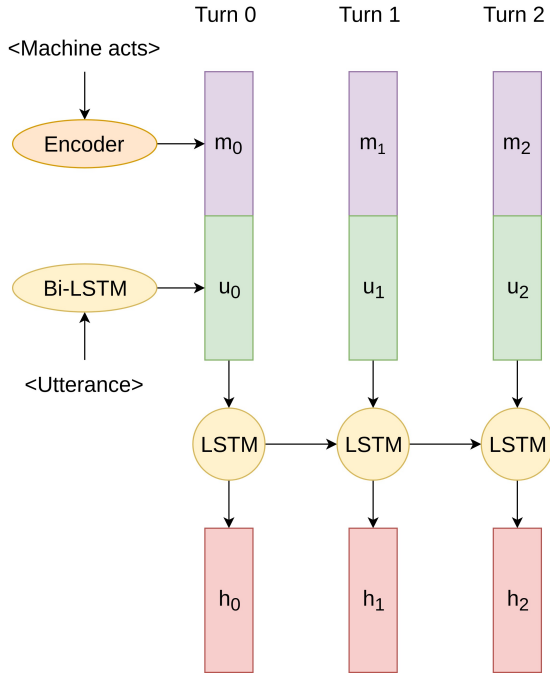 Turn 0 Turn 1 Turn 2
<Machine acts>
Encoder m₀ m₁ m₂
Bi-LSTM u₀ u₁ u₂
<Utterance>
LSTM LSTM LSTM
h₀ h₁ h₂